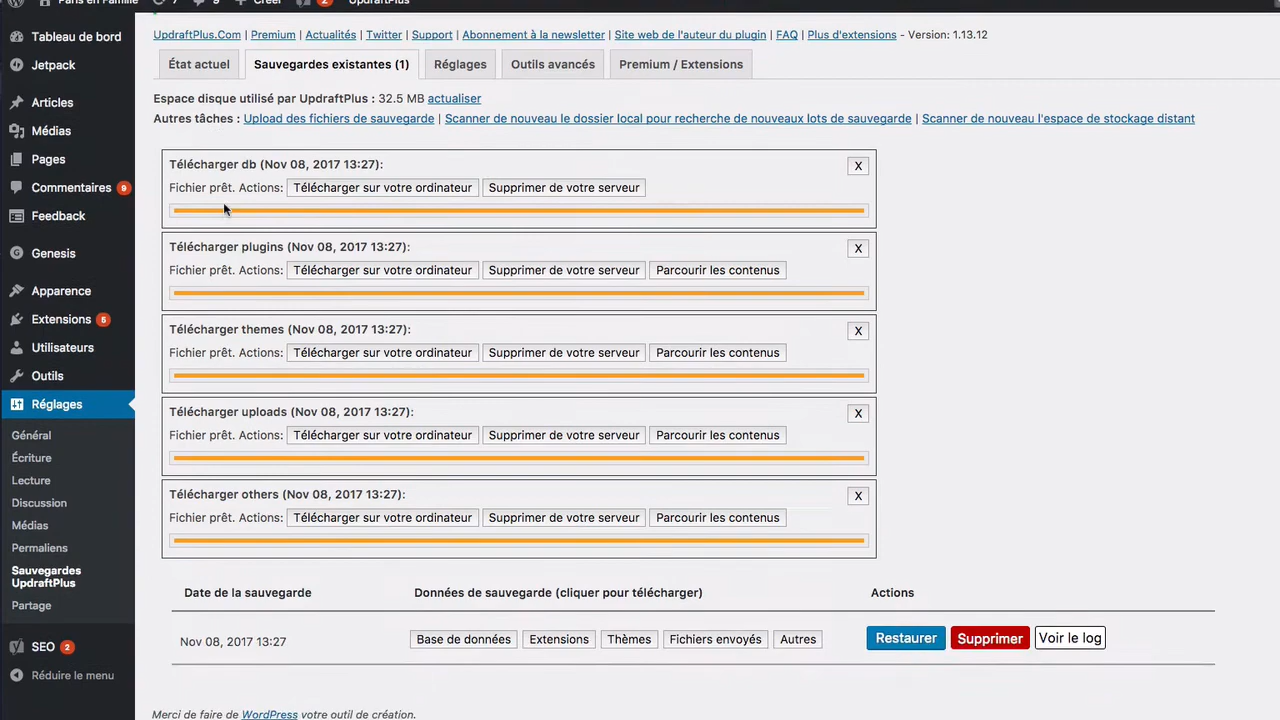 Paris en Famille 7 9 Créer 2 UpdraftPlus
UpdraftPlus.Com | Premium | Actualités | Twitter | Support | Abonnement à la newsletter | Site web de l'auteur du plugin | FAQ | Plus d'extensions - Version: 1.13.12
État actuel Sauvegardes existantes (1) Réglages Outils avancés Premium / Extensions
Espace disque utilisé par UpdraftPlus : 32.5 MB actualiser
Autres tâches : Upload des fichiers de sauvegarde | Scanner de nouveau le dossier local pour recherche de nouveaux lots de sauvegarde | Scanner de nouveau l'espace de stockage distant
Tableau de bord
Jetpack
Articles
Médias
Pages
Commentaires 9
Feedback
Genesis
Apparence
Extensions 5
Utilisateurs
Outils
Réglages
Général
Écriture
Lecture
Discussion
Médias
Permaliens
Sauvegardes
UpdraftPlus
Partage
SEO 2
Réduire le menu
Télécharger db (Nov 08, 2017 13:27): X
Fichier prêt. Actions: Télécharger sur votre ordinateur Supprimer de votre serveur
Télécharger plugins (Nov 08, 2017 13:27): X
Fichier prêt. Actions: Télécharger sur votre ordinateur Supprimer de votre serveur Parcourir les contenus
Télécharger themes (Nov 08, 2017 13:27): X
Fichier prêt. Actions: Télécharger sur votre ordinateur Supprimer de votre serveur Parcourir les contenus
Télécharger uploads (Nov 08, 2017 13:27): X
Fichier prêt. Actions: Télécharger sur votre ordinateur Supprimer de votre serveur Parcourir les contenus
Télécharger others (Nov 08, 2017 13:27): X
Fichier prêt. Actions: Télécharger sur votre ordinateur Supprimer de votre serveur Parcourir les contenus
Date de la sauvegarde Données de sauvegarde (cliquer pour télécharger) Actions
Nov 08, 2017 13:27 Base de données Extensions Thèmes Fichiers envoyés Autres Restaurer Supprimer Voir le log
Merci de faire de WordPress votre outil de création.